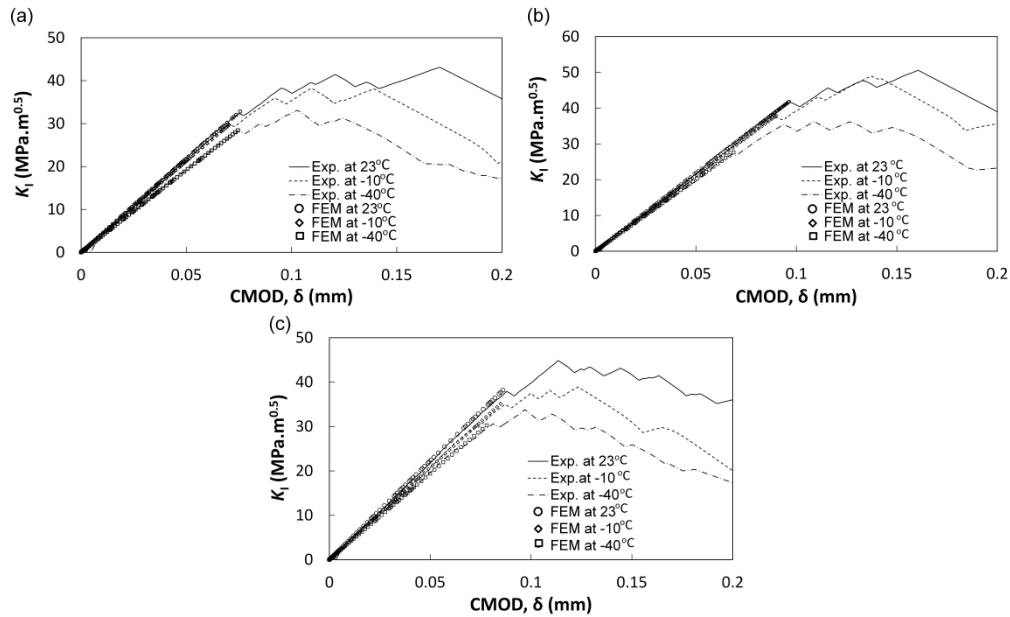 (a)
50
40
30
20
10
0
K_I (MPa.m^0.5)
0
0.05
0.1
0.15
0.2
CMOD, δ (mm)
Exp. at 23°C
Exp. at -10°C
Exp. at -40°C
FEM at 23°C
FEM at -10°C
FEM at -40°C
(b)
60
50
40
30
20
10
0
K_I (MPa.m^0.5)
0
0.05
0.1
0.15
0.2
CMOD, δ (mm)
Exp. at 23°C
Exp. at -10°C
Exp. at -40°C
FEM at 23°C
FEM at -10°C
FEM at -40°C
(c)
50
40
30
20
10
0
K_I (MPa.m^0.5)
0
0.05
0.1
0.15
0.2
CMOD, δ (mm)
Exp. at 23°C
Exp.at -10°C
Exp. at -40°C
FEM at 23°C
FEM at -10°C
FEM at -40°C